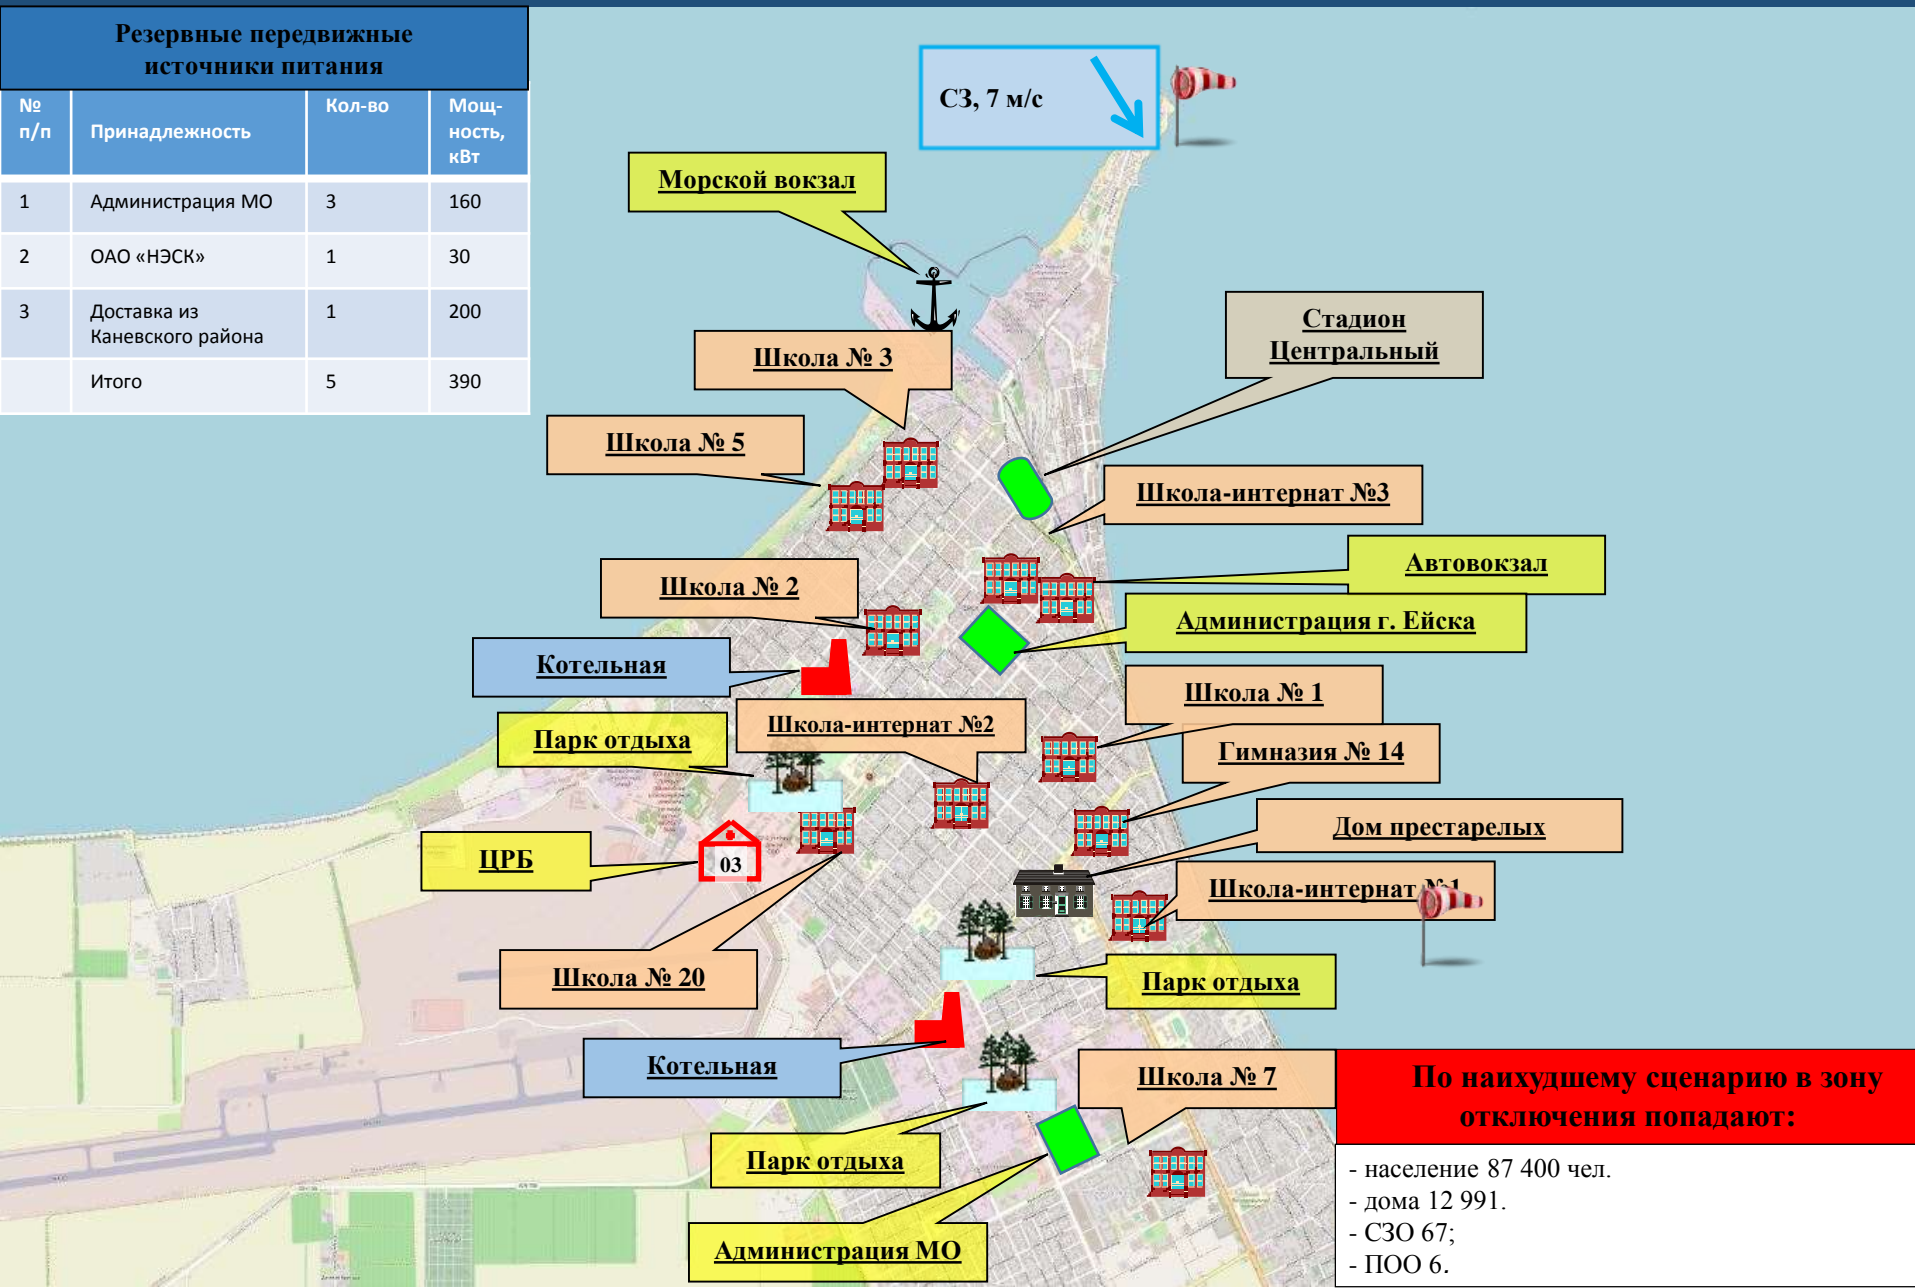 Резервные передвижные
источники питания
№
п/п
Принадлежность
Кол-во
Мощ-
ность,
кВт
1
Администрация МО
3
160
2
ОАО «НЭСК»
1
30
3
Доставка из
Каневского района
1
200
Итого
5
390
СЗ, 7 м/с
Морской вокзал
Школа № 3
Стадион
Центральный
Школа № 5
Школа-интернат №3
Автовокзал
Школа № 2
Администрация г. Ейска
Котельная
Школа № 1
Школа-интернат №2
Парк отдыха
Гимназия № 14
Дом престарелых
ЦРБ
03
Школа-интернат №1
Школа № 20
Парк отдыха
Котельная
Школа № 7
Парк отдыха
Администрация МО
По наихудшему сценарию в зону
отключения попадают:
- население 87 400 чел.
- дома 12 991.
- СЗО 67;
- ПОО 6.